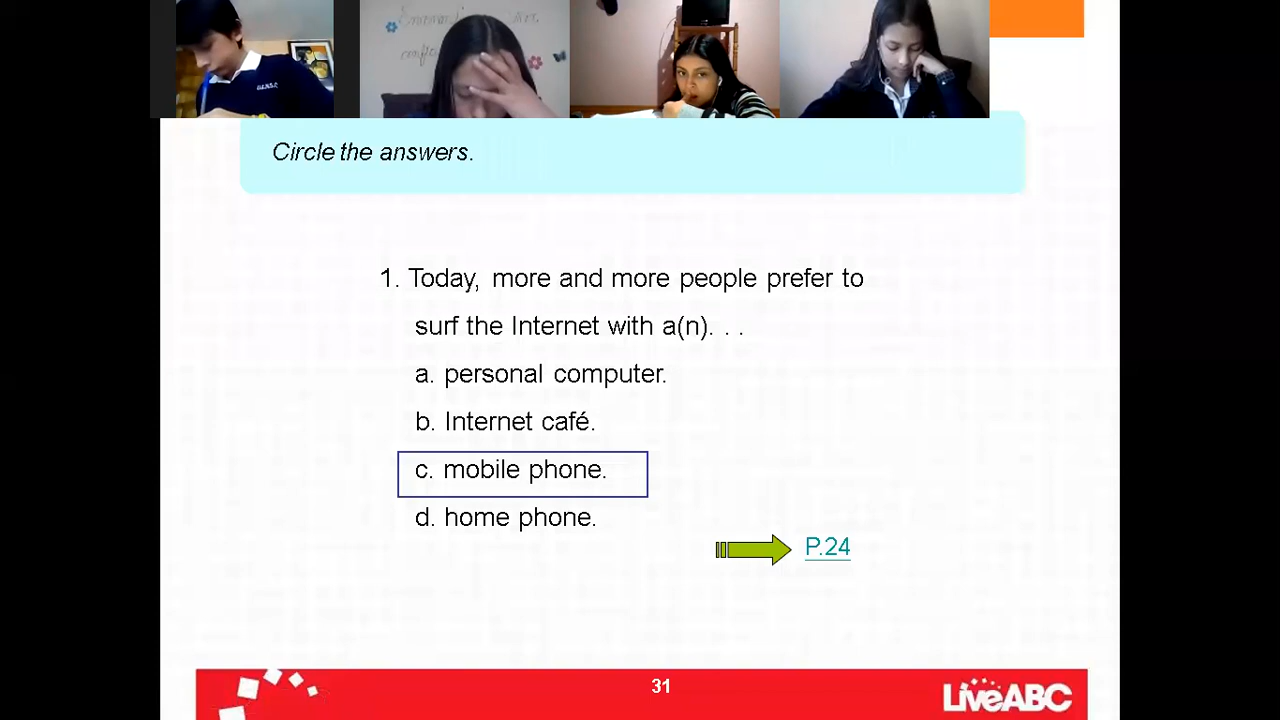 Circle the answers.
1. Today, more and more people prefer to
surf the Internet with a(n). . .
a. personal computer.
b. Internet café.
c. mobile phone.
d. home phone.
P.24
31
LiveABC